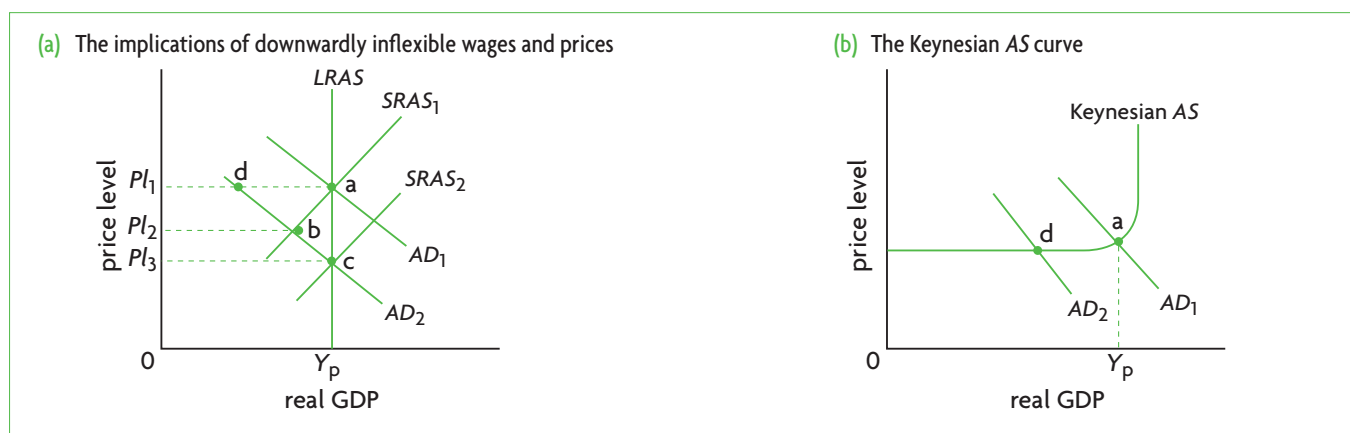 (a) The implications of downwardly inflexible wages and prices
LRAS
SRAS1
d
Pl1
a
SRAS2
price level
Pl2
b
Pl3
c
AD1
AD2
0
Yp
real GDP
(b) The Keynesian AS curve
Keynesian AS
price level
a
d
AD2
AD1
0
Yp
real GDP